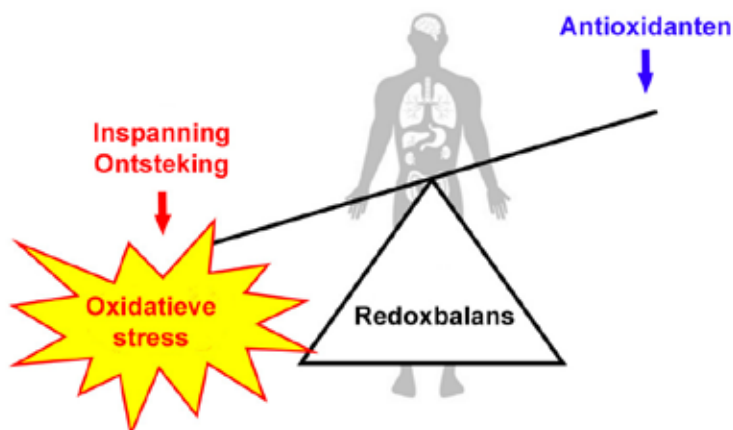 Antioxidanten
Inspanning
Ontsteking
Oxidatieve
stress
Redoxbalans